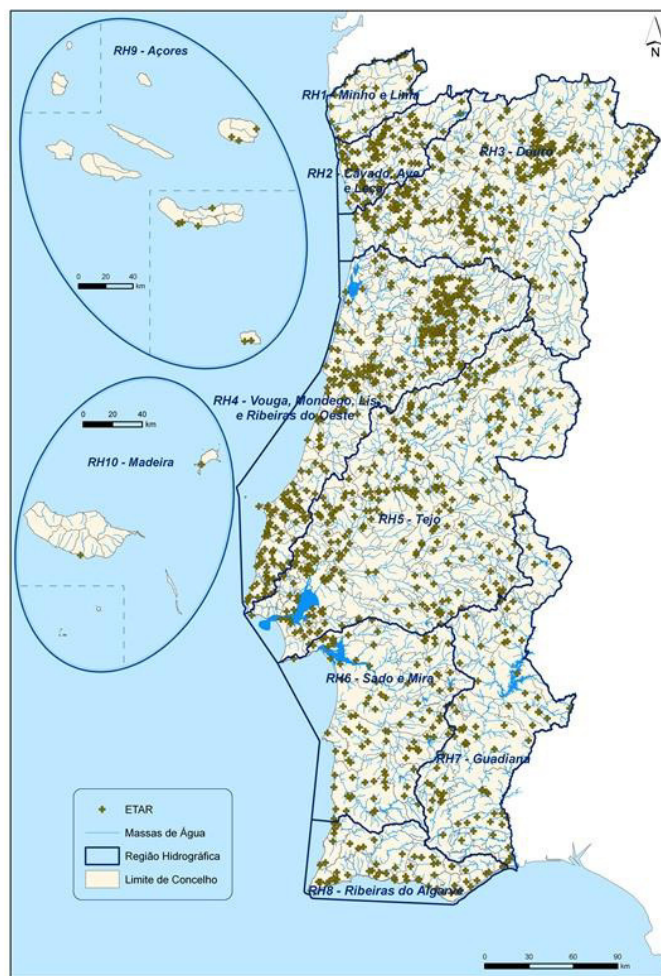 RH9 - Açores
N
RH1 - Minho e Lima
RH3 - Douro
RH2 - Cavado, Ave
e Leça
0 20 40
km
RH4 - Vouga, Mondego, Lis,
e Ribeiras do Oeste
0 20 40
km
RH10 - Madeira
RH5 - Tejo
RH6 - Sado e Mira
RH7 - Guadiana
ETAR
Massas de Água
Região Hidrográfica
Limite de Concelho
RH8 - Ribeiras do Algarve
0 30 60 90
km